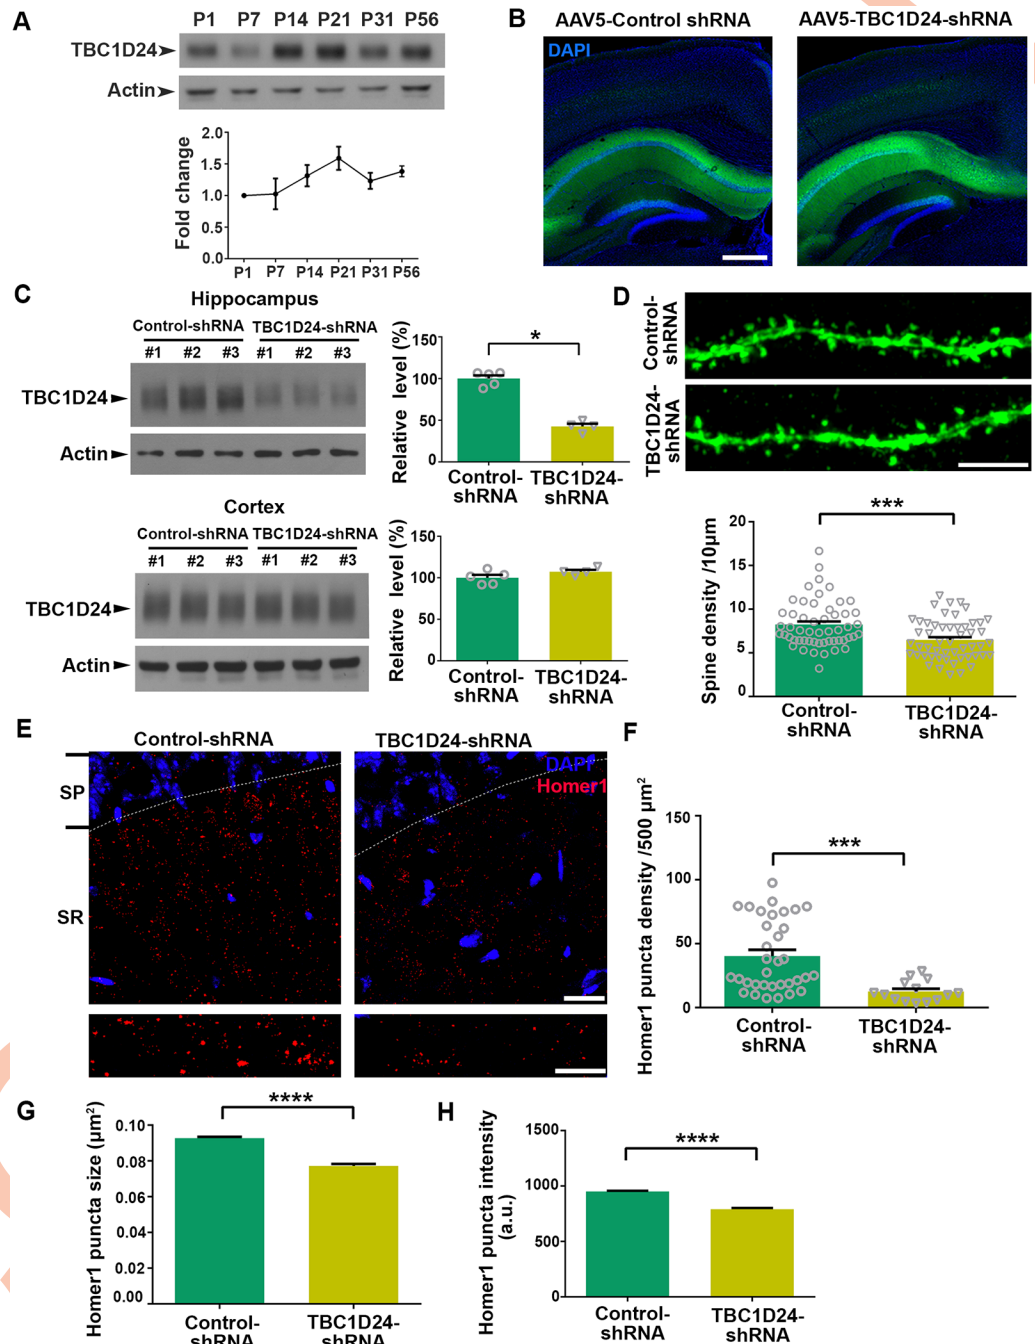 A
P1 P7 P14 P21 P31 P56
TBC1D24
Actin
Fold change
2.0
1.5
1.0
0.5
0.0
P1 P7 P14 P21 P31 P56
B
AAV5-Control shRNA
AAV5-TBC1D24-shRNA
DAPI
C
Hippocampus
Control-shRNA TBC1D24-shRNA
#1 #2 #3 #1 #2 #3
TBC1D24
Actin
Relative level (%)
150
100
50
0
*
Control-
shRNA
TBC1D24-
shRNA
Cortex
Control-shRNA TBC1D24-shRNA
#1 #2 #3 #1 #2 #3
TBC1D24
Actin
Relative level (%)
150
100
50
0
Control-
shRNA
TBC1D24-
shRNA
D
Control-
shRNA
TBC1D24-
shRNA
Spine density /10µm
20
15
10
5
0
***
Control-
shRNA
TBC1D24-
shRNA
E
Control-shRNA
TBC1D24-shRNA
SP
SR
DAPI
Homer1
F
Homer1 puncta density /500 µm²
150
100
50
0
***
Control-
shRNA
TBC1D24-
shRNA
G
Homer1 puncta size (µm²)
0.10
0.08
0.06
0.04
0.02
0.00
****
Control-
shRNA
TBC1D24-
shRNA
H
Homer1 puncta intensity
(a.u.)
1500
1000
500
0
****
Control-
shRNA
TBC1D24-
shRNA